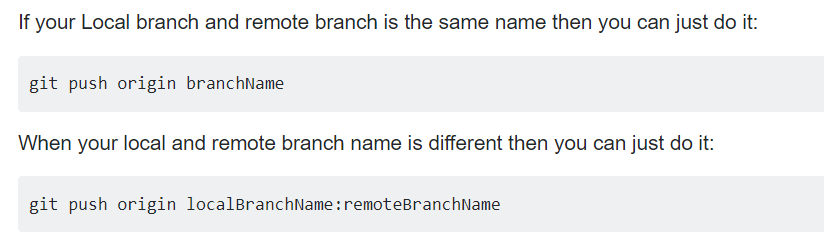 If your Local branch and remote branch is the same name then you can just do it:
git push origin branchName
When your local and remote branch name is different then you can just do it:
git push origin localBranchName:remoteBranchName